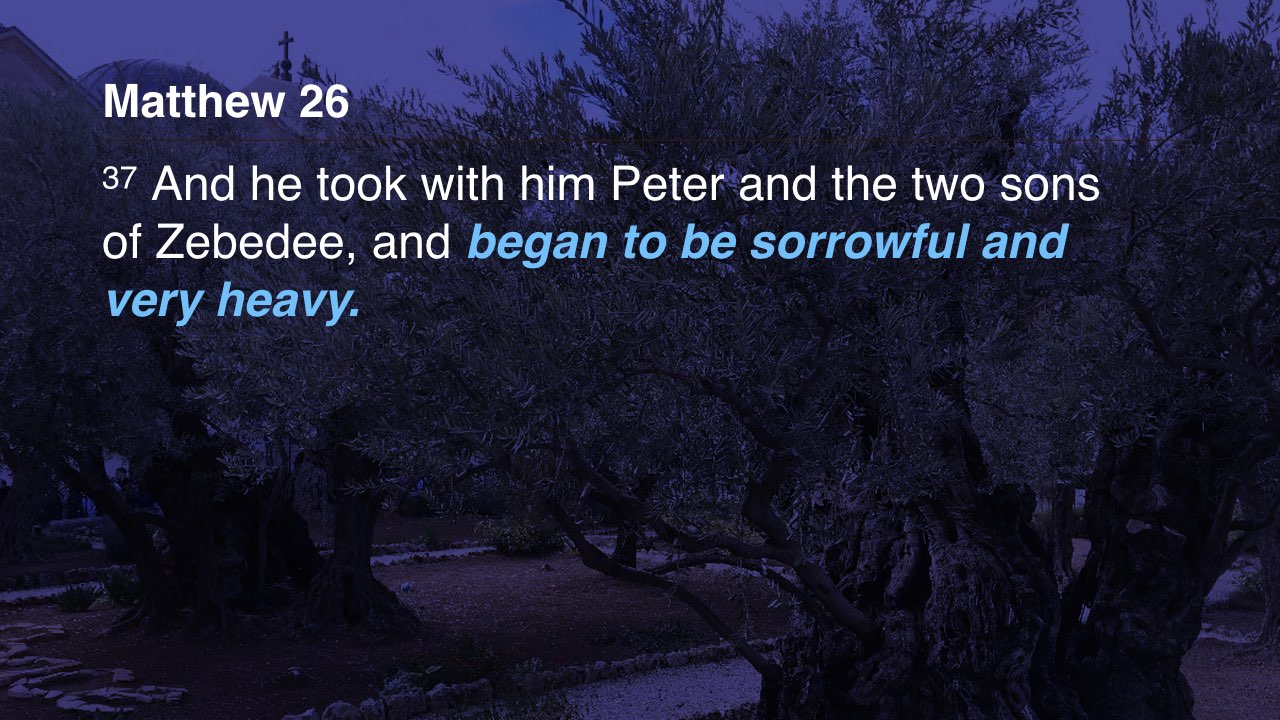 Matthew 26
37 And he took with him Peter and the two sons
of Zebedee, and began to be sorrowful and
very heavy.